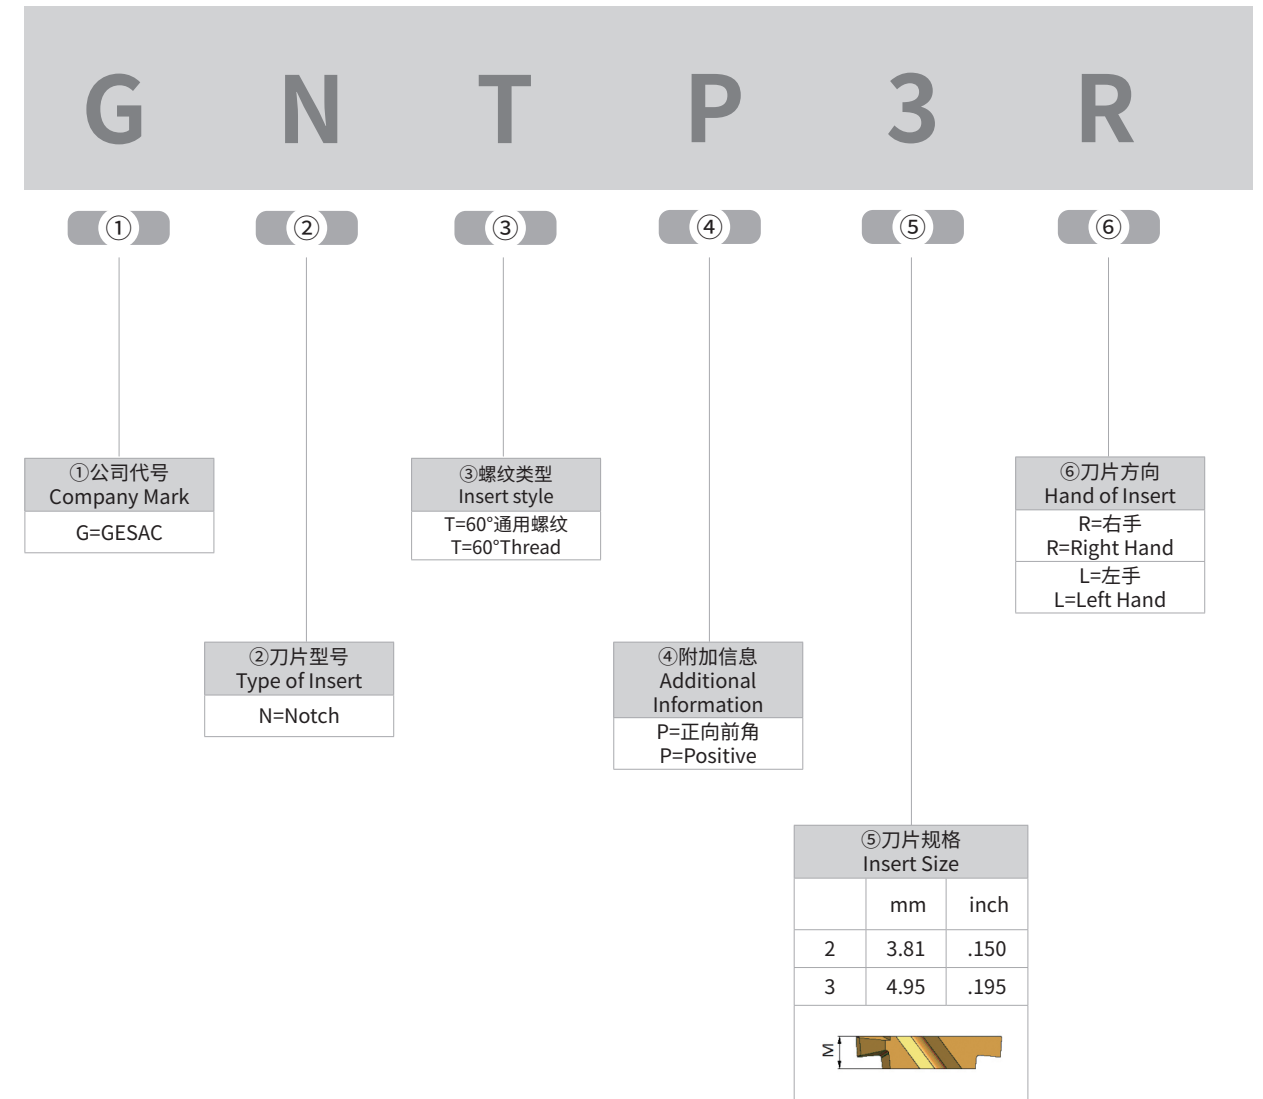 G N T P 3 R
① ② ③ ④ ⑤ ⑥
①公司代号
Company Mark
G=GESAC
②刀片型号
Type of Insert
N=Notch
③螺纹类型
Insert style
T=60°通用螺纹
T=60°Thread
④附加信息
Additional
Information
P=正向前角
P=Positive
⑤刀片规格
Insert Size
mm inch
2 3.81 .150
3 4.95 .195
M
⑥刀片方向
Hand of Insert
R=右手
R=Right Hand
L=左手
L=Left Hand